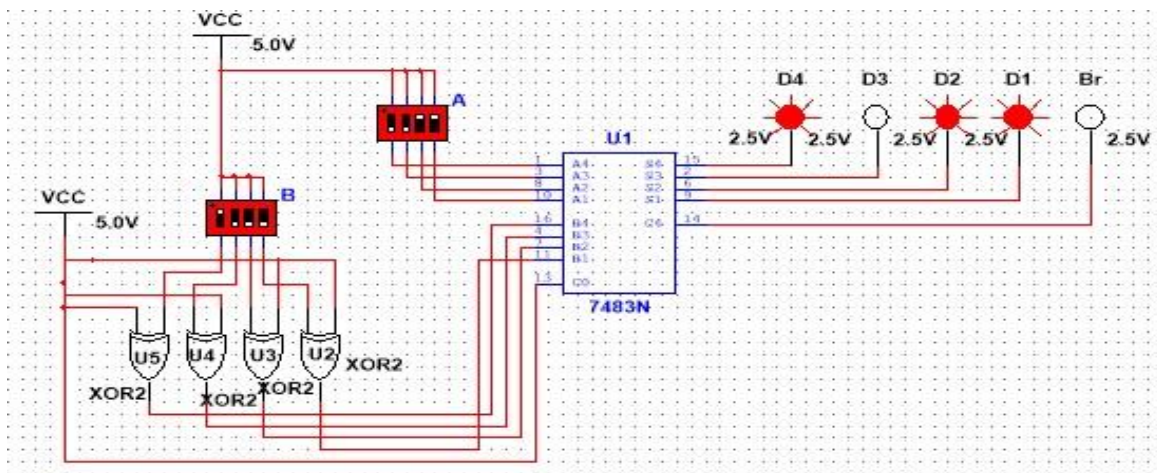 VCC
5.0V
A
D4 D3 D2 D1 Br
2.5V 2.5V 2.5V 2.5V 2.5V
U1
1 A4 S4 15
3 A3 S3 2
8 A2 S2 6
10 A1 S1 9
16 B4 C4 14
4 B3
B2
11 B1
13 C0
7483N
B
VCC
5.0V
U5 U4 U3 U2
XOR2
XOR2
XOR2
XOR2